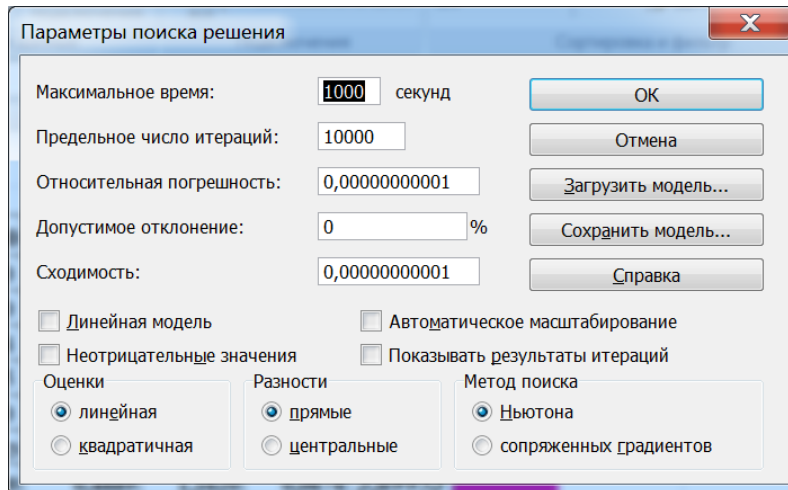 Параметры поиска решения
Максимальное время: 1000 секунд OK
Предельное число итераций: 10000 Отмена
Относительная погрешность: 0,00000000001 Загрузить модель...
Допустимое отклонение: 0 % Сохранить модель...
Сходимость: 0,00000000001 Справка
Линейная модель Автоматическое масштабирование
Неотрицательные значения Показывать результаты итераций
Оценки Разности Метод поиска
линейная прямые Ньютона
квадратичная центральные сопряженных градиентов